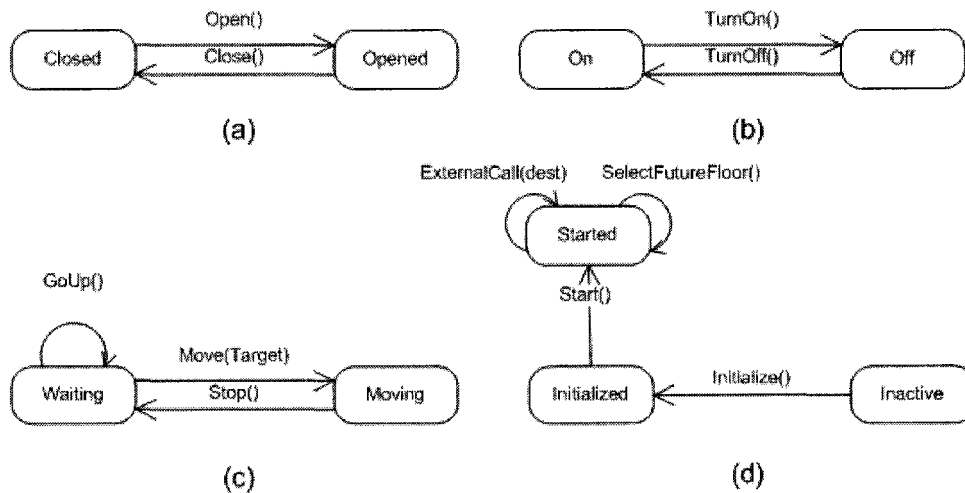 Open()
Closed
Close()
Opened
(a)
TurnOn()
On
TurnOff()
Off
(b)
GoUp()
Move(Target)
Waiting
Stop()
Moving
(c)
ExternalCall(dest)
SelectFutureFloor()
Started
Start()
Initialized
Initialize()
Inactive
(d)